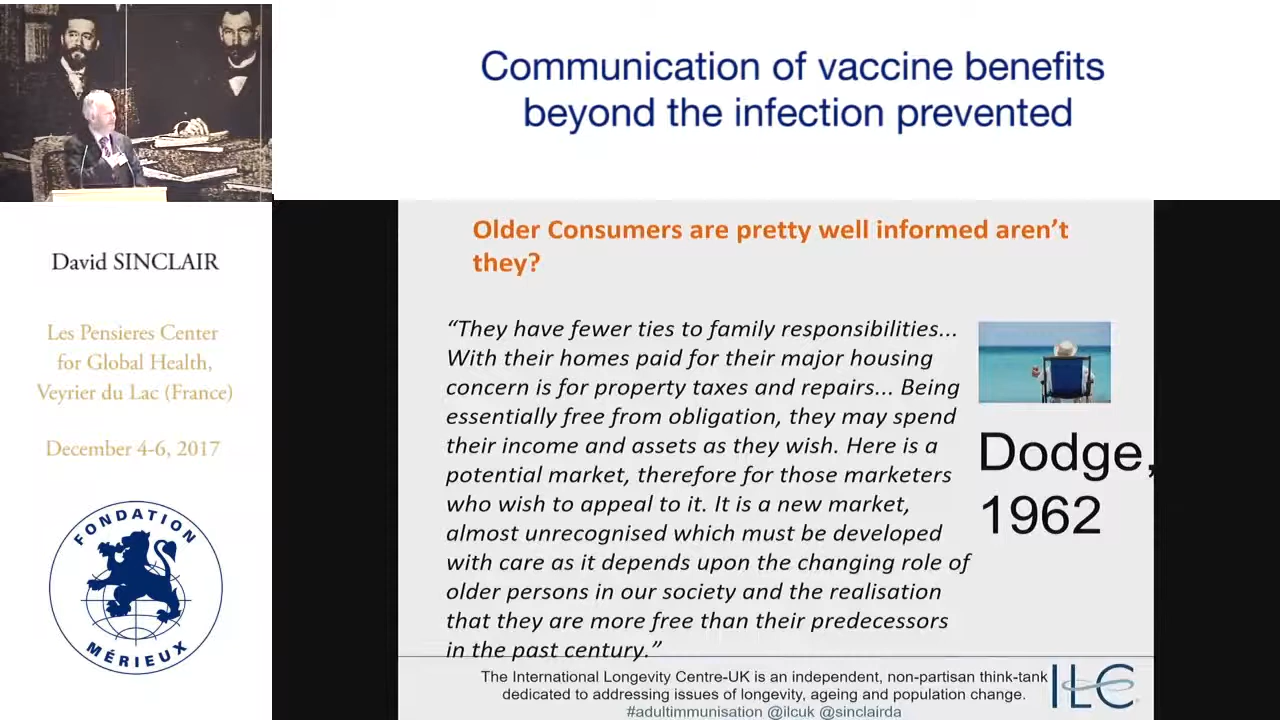 Communication of vaccine benefits
beyond the infection prevented
David SINCLAIR
Les Pensieres Center
for Global Health,
Veyrier du Lac (France)
December 4-6, 2017
FONDATION
MÉRIEUX
Older Consumers are pretty well informed aren’t
they?
“They have fewer ties to family responsibilities...
With their homes paid for their major housing
concern is for property taxes and repairs... Being
essentially free from obligation, they may spend
their income and assets as they wish. Here is a
potential market, therefore for those marketers
who wish to appeal to it. It is a new market,
almost unrecognised which must be developed
with care as it depends upon the changing role of
older persons in our society and the realisation
that they are more free than their predecessors
in the past century.”
Dodge,
1962
The International Longevity Centre-UK is an independent, non-partisan think-tank
dedicated to addressing issues of longevity, ageing and population change.
#adultimmunisation @ilcuk @sinclairda
ILC